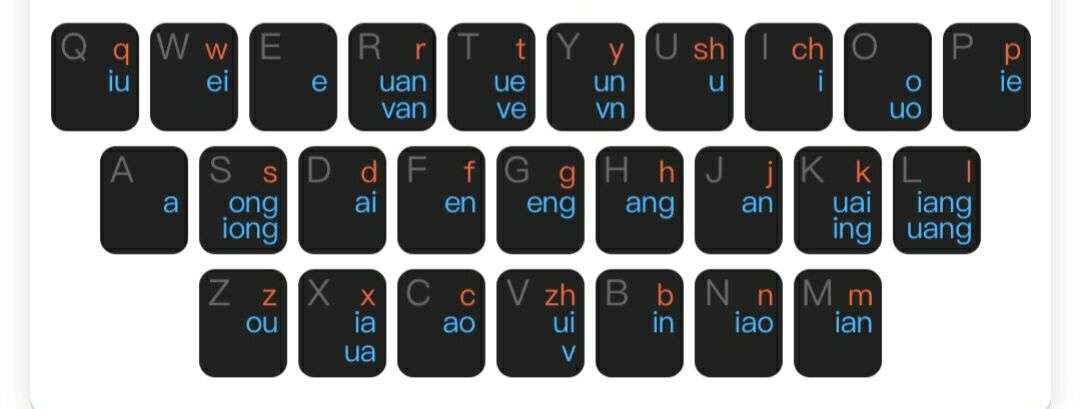 Q q W w E R r T t Y y U sh I ch O P p
iu ei e uan ue un u i o ie
van ve vn uo
A S s D d F f G g H h J j K k L l
a ong ai en eng ang an uai iang
iong ing uang
Z z X x C c V zh B b N n M m
ou ia ao ui in iao ian
ua v